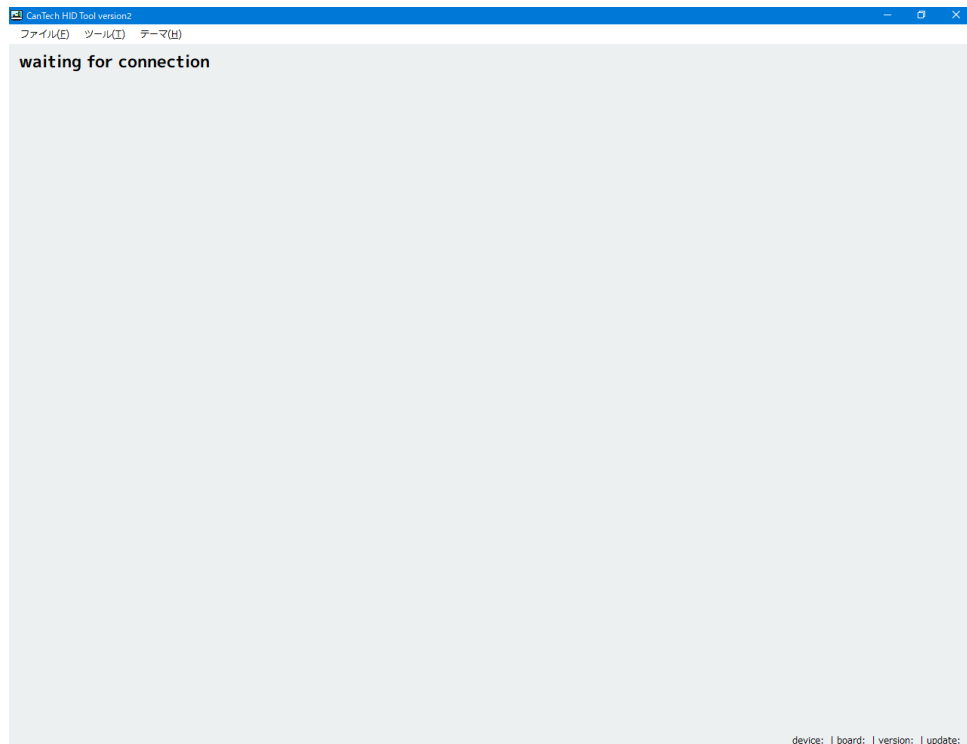 CanTech HID Tool version2
ファイル(F) ツール(T) テーマ(H)
waiting for connection
device: | board: | version: | update: